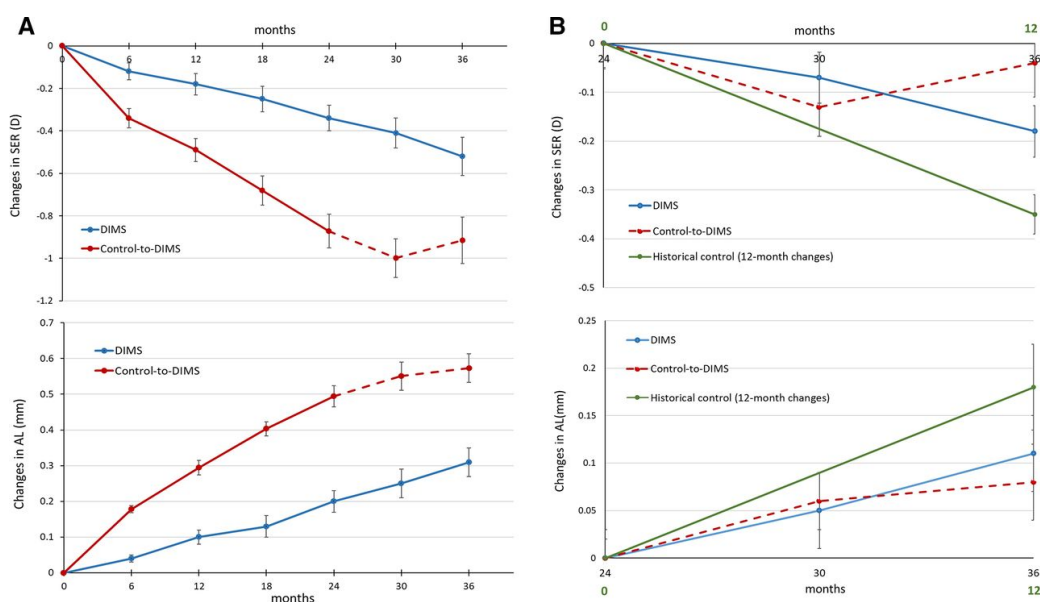 A
months
0
0 6 12 18 24 30 36
-0.2
-0.4
-0.6
-0.8
-1
-1.2
Changes in SER (D)
DIMS
Control-to-DIMS
0.7
0.6
0.5
0.4
0.3
0.2
0.1
0
Changes in AL (mm)
DIMS
Control-to-DIMS
0 6 12 18 24 30 36
months
B
0 12
months
0
24 30 36
-0.1
-0.2
-0.3
-0.4
-0.5
Changes in SER (D)
DIMS
Control-to-DIMS
Historical control (12-month changes)
0.25
0.2
0.15
0.1
0.05
0
Changes in AL(mm)
DIMS
Control-to-DIMS
Historical control (12-month changes)
24 30 36
0 months 12